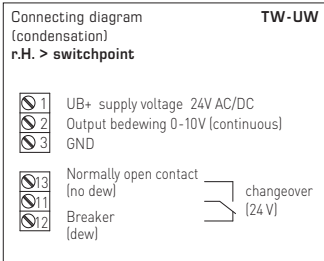 Connecting diagram TW-UW
(condensation)
r.H. > switchpoint
1 UB+ supply voltage 24V AC/DC
2 Output bedewing 0-10V (continuous)
3 GND
13 Normally open contact
(no dew)
11
12 Breaker
(dew)
changeover
(24 V)